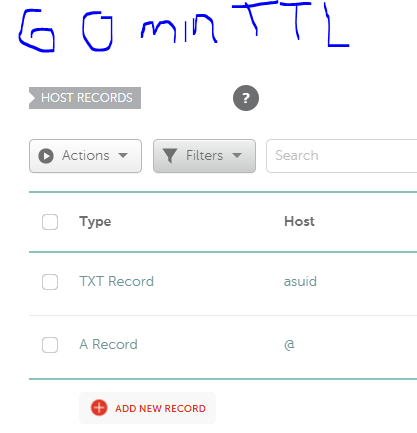 60 min TTL
HOST RECORDS ?
Actions Filters Search
Type Host
TXT Record asuid
A Record @
ADD NEW RECORD